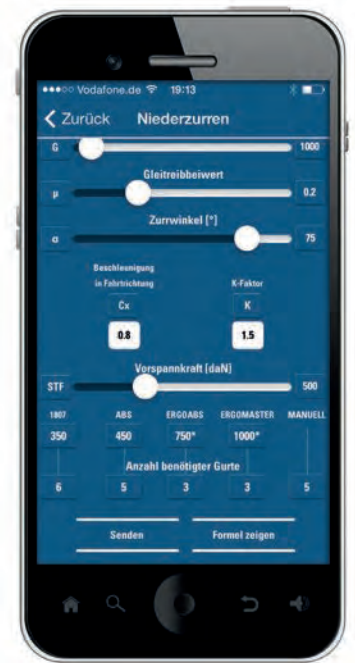 Vodafone.de 19:13
Zurück Niederzurren
G 1000
Gleitreibbeiwert
µ 0.2
Zurrwinkel [°]
α 75
Beschleunigung
in Fahrtrichtung K-Faktor
Cx K
0.8 1.5
Vorspannkraft [daN]
STF 500
1807 ABS ERGOABS ERGOMASTER MANUELL
350 450 750* 1000*
Anzahl benötigter Gurte
6 5 3 3 5
Senden Formel zeigen